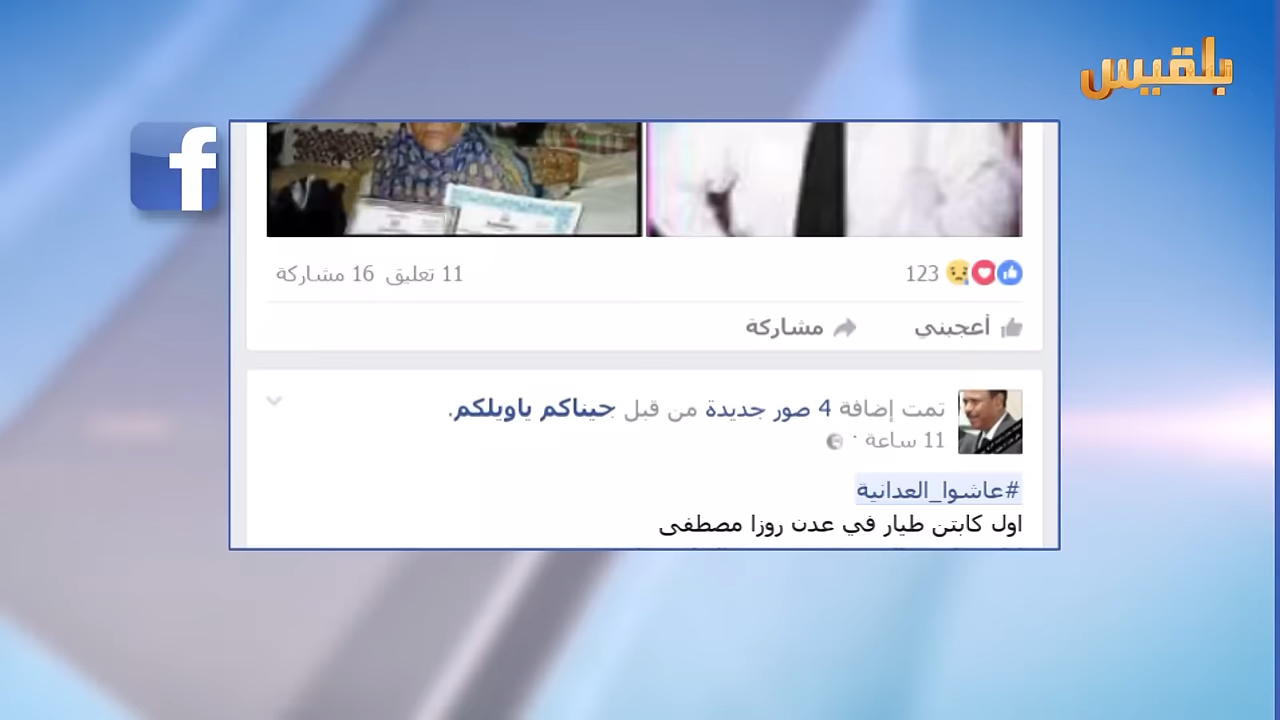 بلقيس
f
123
11 تعليق 16 مشاركة
أعجبني
مشاركة
تمت إضافة 4 صور جديدة من قبل جيناكم ياويلكم.
11 ساعة ·
#عاشوا_العدانية
اول كابتن طيار في عدن روزا مصطفى